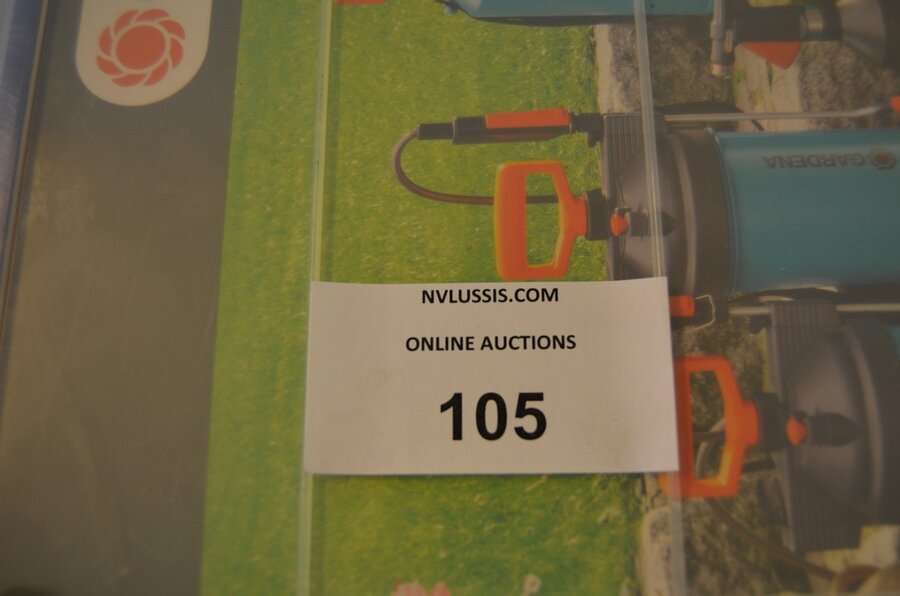 GARDENA
NVLUSSIS.COM
ONLINE AUCTIONS
105